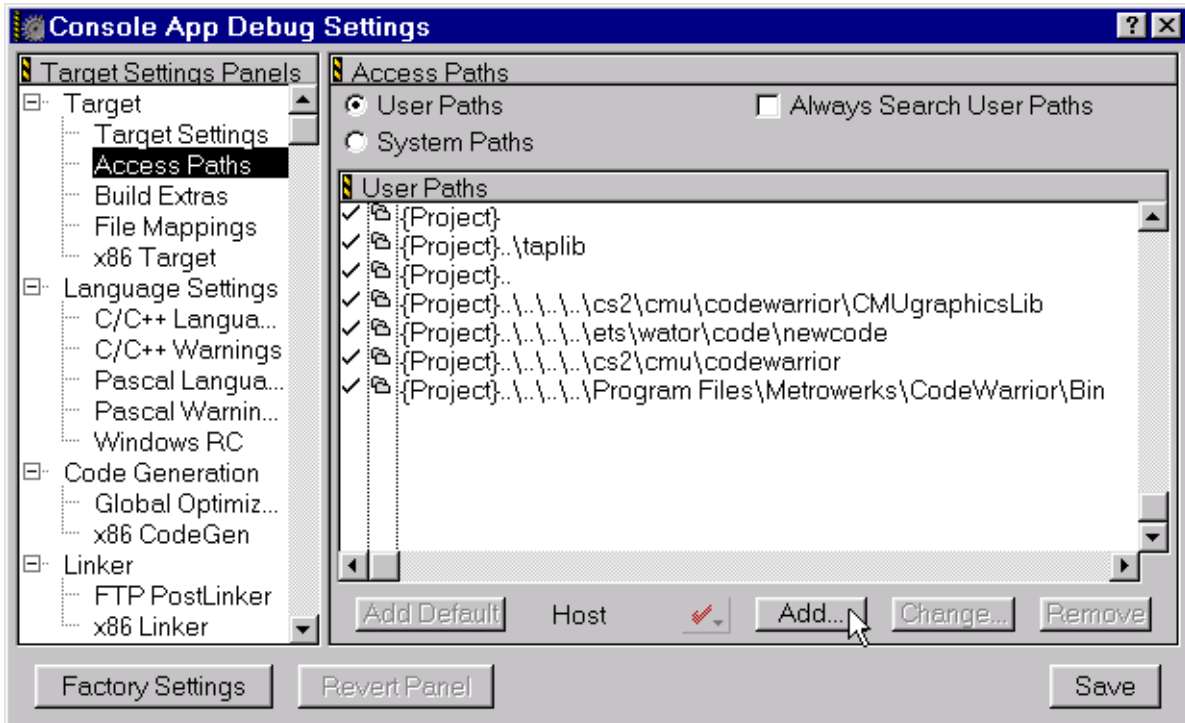 Console App Debug Settings
Target Settings Panels
Target
Target Settings
Access Paths
Build Extras
File Mappings
x86 Target
Language Settings
C/C++ Langua...
C/C++ Warnings
Pascal Langua...
Pascal Warnin...
Windows RC
Code Generation
Global Optimiz...
x86 CodeGen
Linker
FTP PostLinker
x86 Linker
Access Paths
User Paths
Always Search User Paths
System Paths
User Paths
{Project}
{Project}..\taplib
{Project}..
{Project}..\..\..\..\cs2\cmu\codewarrior\CMUgraphicsLib
{Project}..\..\..\..\ets\wator\code\newcode
{Project}..\..\..\..\cs2\cmu\codewarrior
{Project}..\..\..\..\Program Files\Metrowerks\CodeWarrior\Bin
Add Default
Host
Add...
Change...
Remove
Factory Settings
Revert Panel
Save